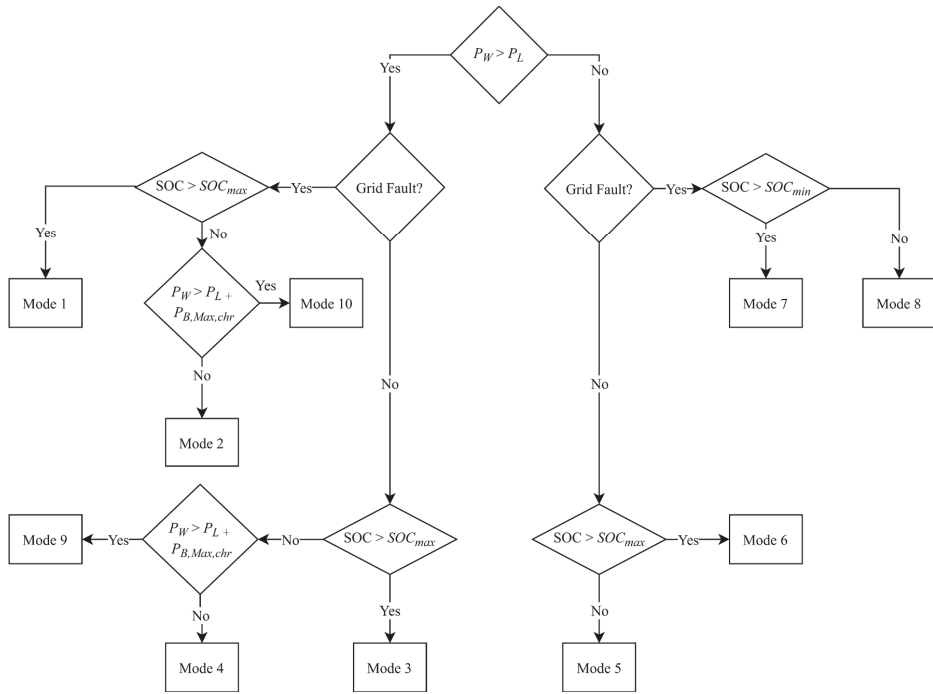 P_W > P_L
Yes
No
SOC > SOC_max
Yes
Grid Fault?
Grid Fault?
Yes
SOC > SOC_min
Yes
No
Yes
No
Mode 1
P_W > P_L +
P_B,Max,chr
Yes
Mode 10
Mode 7
Mode 8
No
No
No
Mode 2
Mode 9
Yes
P_W > P_L +
P_B,Max,chr
No
SOC > SOC_max
SOC > SOC_max
Yes
Mode 6
No
Yes
No
Mode 4
Mode 3
Mode 5